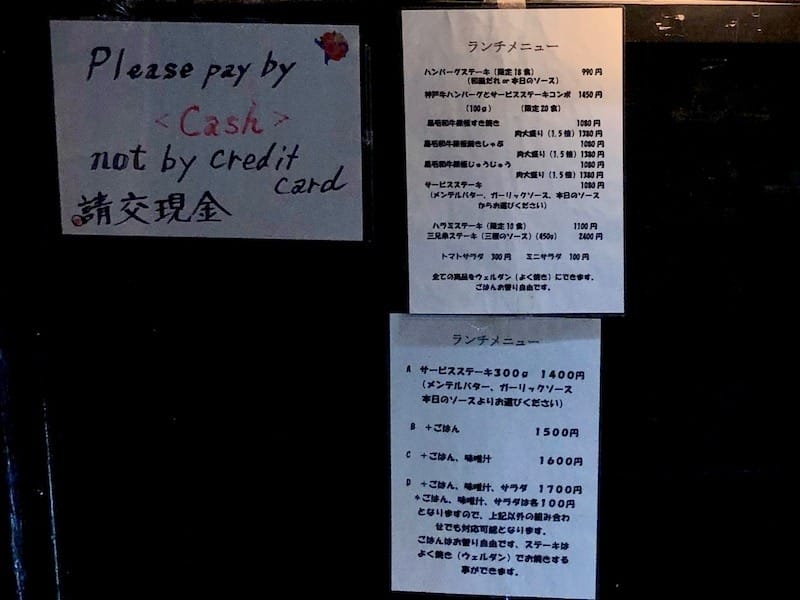 Please pay by
<Cash>
not by credit
card
請交現金
ランチメニュー
ハンバーグステーキ(限定18食) 990円
(和風だれ or 本日のソース)
神戸牛ハンバーグとサービスステーキコンボ 1450円
(100g) (限定20食)
黒毛和牛鉄板すき焼き 1080円
肉大盛り(1.5倍)1380円
黒毛和牛鉄板焼きしゃぶ 1080円
肉大盛り(1.5倍)1380円
黒毛和牛鉄板じゅうじゅう 1080円
肉大盛り(1.5倍)1380円
サービスステーキ 1080円
(メンテルバター、ガーリックソース、本日のソース
からお選びください)
ハラミステーキ(限定10食) 1100円
三兄弟ステーキ(三種のソース)(450g) 2400円
トマトサラダ 300円 ミニサラダ 100円
全ての商品をウェルダン(よく焼き)にできます。
ごはんお替り自由です。
ランチメニュー
A サービスステーキ300g 1400円
(メンテルバター、ガーリックソース
本日のソースよりお選びください)
B +ごはん 1500円
C +ごはん、味噌汁 1600円
D +ごはん、味噌汁、サラダ 1700円
*ごはん、味噌汁、サラダは各100円
となりますので、上記以外の組み合わ
せでも対応可能となります。
ごはんはお替り自由です、ステーキは
よく焼き(ウェルダン)でお焼きする
事ができます。